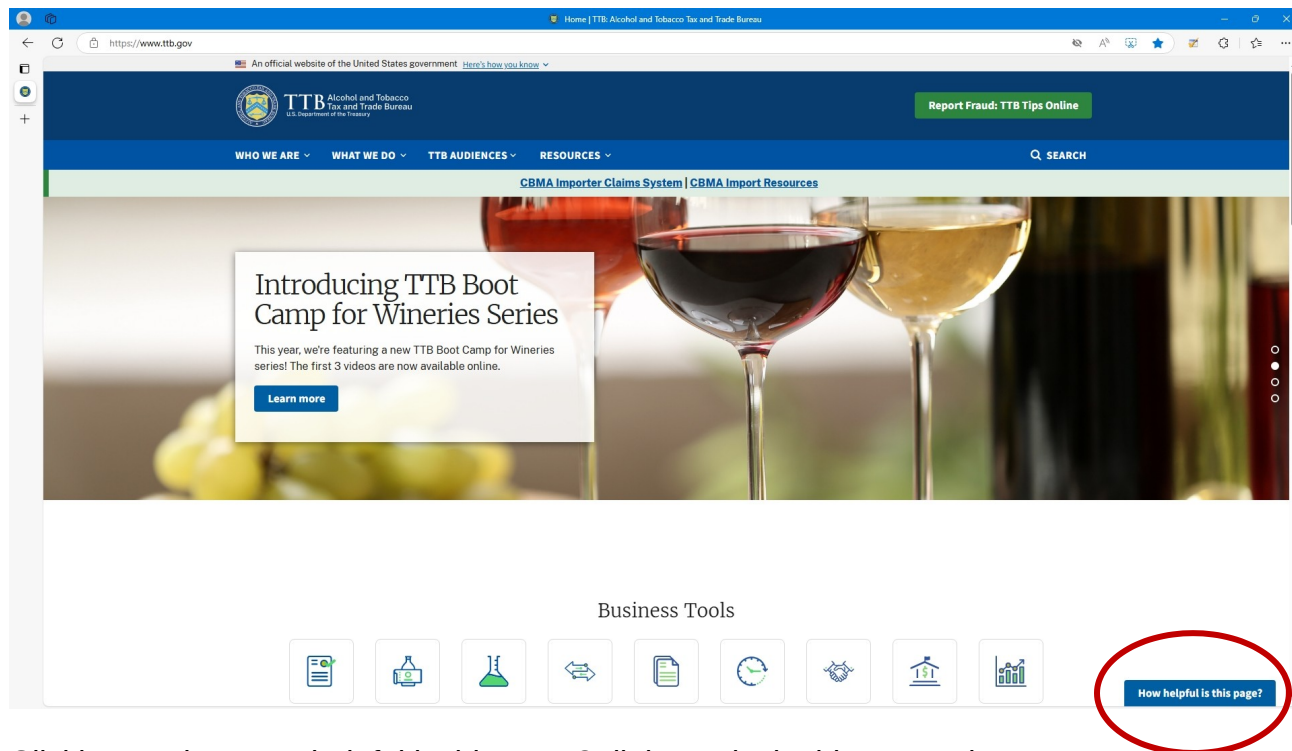 Home | TTB: Alcohol and Tobacco Tax and Trade Bureau
https://www.ttb.gov
An official website of the United States government Here's how you know
TTB Alcohol and Tobacco
Tax and Trade Bureau
U.S. Department of the Treasury
Report Fraud: TTB Tips Online
WHO WE ARE WHAT WE DO TTB AUDIENCES RESOURCES SEARCH
CBMA Importer Claims System | CBMA Import Resources
Introducing TTB Boot
Camp for Wineries Series
This year, we're featuring a new TTB Boot Camp for Wineries
series! The first 3 videos are now available online.
Learn more
Business Tools
How helpful is this page?